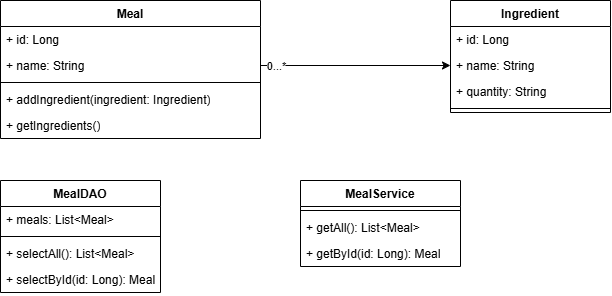 Meal
+ id: Long
+ name: String
+ addIngredient(ingredient: Ingredient)
+ getIngredients()
0...*
Ingredient
+ id: Long
+ name: String
+ quantity: String
MealDAO
+ meals: List<Meal>
+ selectAll(): List<Meal>
+ selectById(id: Long): Meal
MealService
+ getAll(): List<Meal>
+ getById(id: Long): Meal